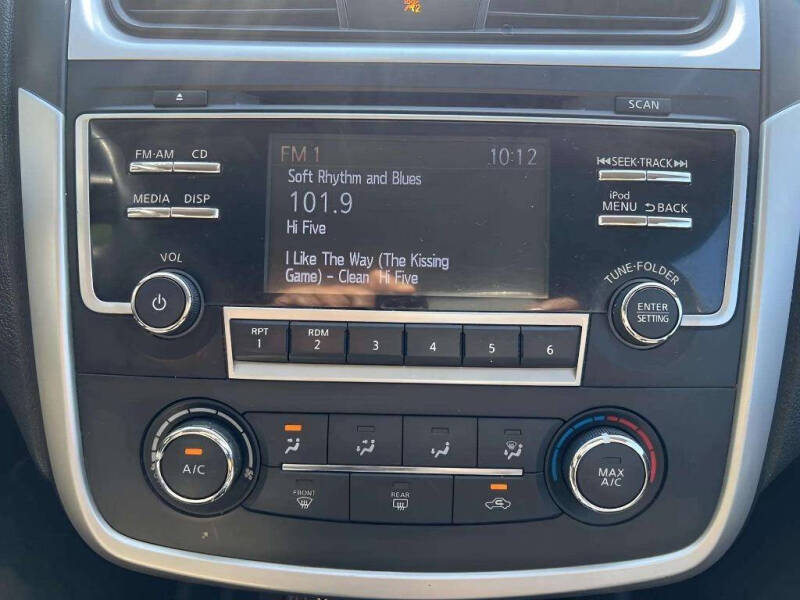 SCAN
FM·AM CD
MEDIA DISP
FM 1 10:12
Soft Rhythm and Blues
101.9
Hi Five
I Like The Way (The Kissing
Game) - Clean Hi Five
SEEK·TRACK
iPod
MENU BACK
VOL
TUNE·FOLDER
ENTER
SETTING
RPT
1
RDM
2
3
4
5
6
A/C
FRONT
REAR
MAX
A/C